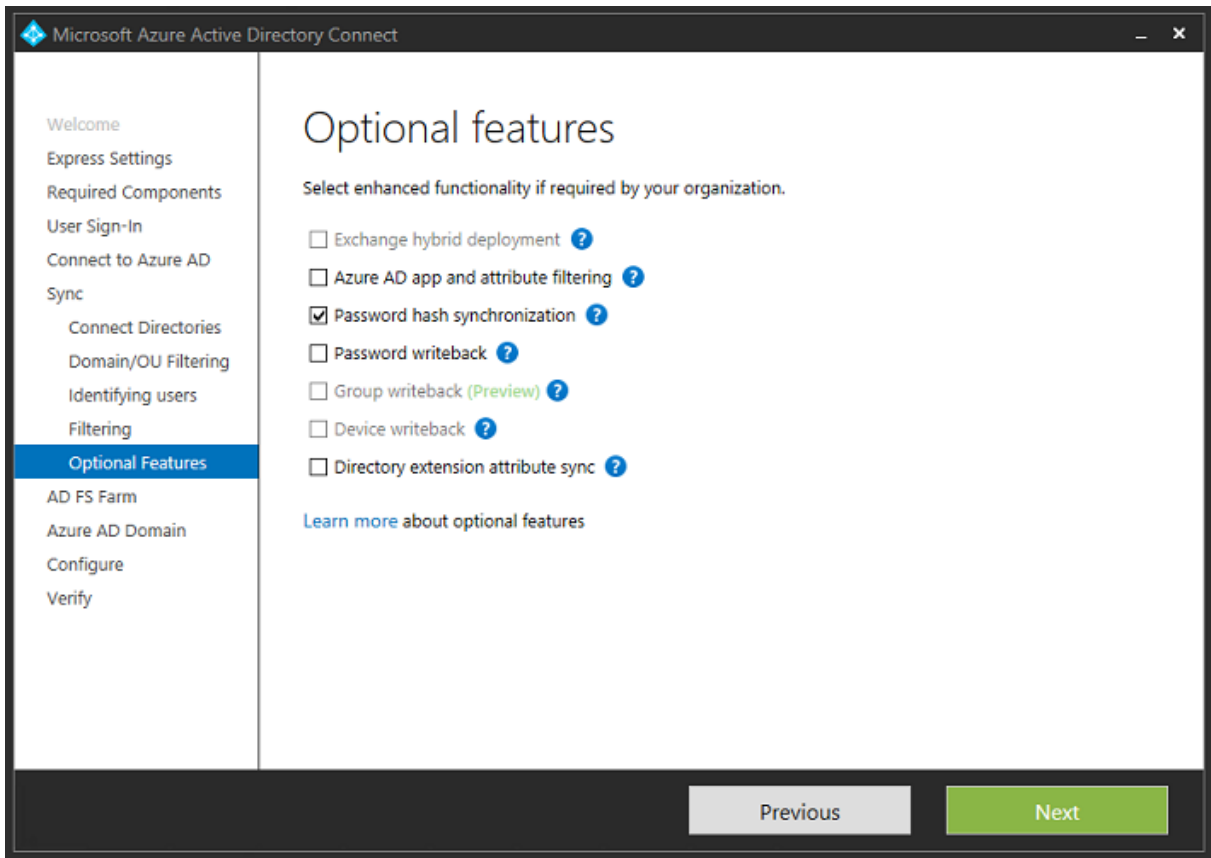 Microsoft Azure Active Directory Connect
Welcome
Express Settings
Required Components
User Sign-In
Connect to Azure AD
Sync
Connect Directories
Domain/OU Filtering
Identifying users
Filtering
Optional Features
AD FS Farm
Azure AD Domain
Configure
Verify
Optional features
Select enhanced functionality if required by your organization.
Exchange hybrid deployment ?
Azure AD app and attribute filtering ?
Password hash synchronization ?
Password writeback ?
Group writeback (Preview) ?
Device writeback ?
Directory extension attribute sync ?
Learn more about optional features
Previous
Next